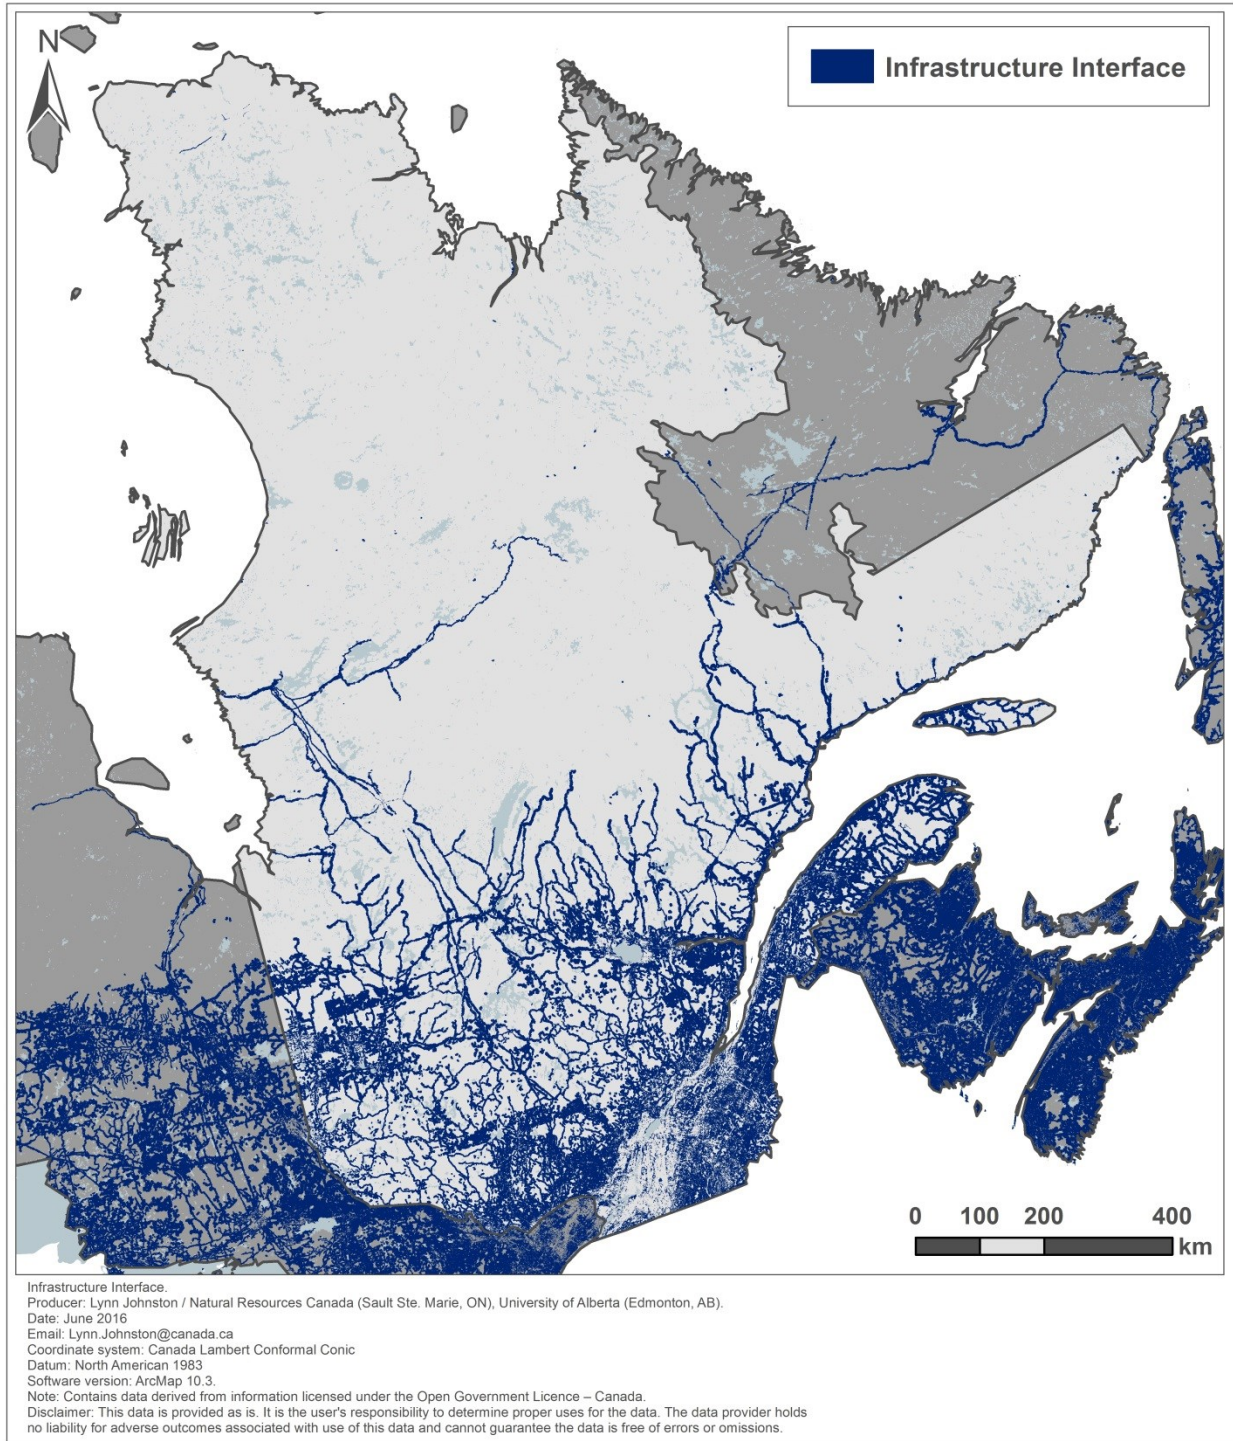 N
Infrastructure Interface
0 100 200 400
km
Infrastructure Interface.
Producer: Lynn Johnston / Natural Resources Canada (Sault Ste. Marie, ON), University of Alberta (Edmonton, AB).
Date: June 2016
Email: Lynn.Johnston@canada.ca
Coordinate system: Canada Lambert Conformal Conic
Datum: North American 1983
Software version: ArcMap 10.3.
Note: Contains data derived from information licensed under the Open Government Licence – Canada.
Disclaimer: This data is provided as is. It is the user's responsibility to determine proper uses for the data. The data provider holds
no liability for adverse outcomes associated with use of this data and cannot guarantee the data is free of errors or omissions.